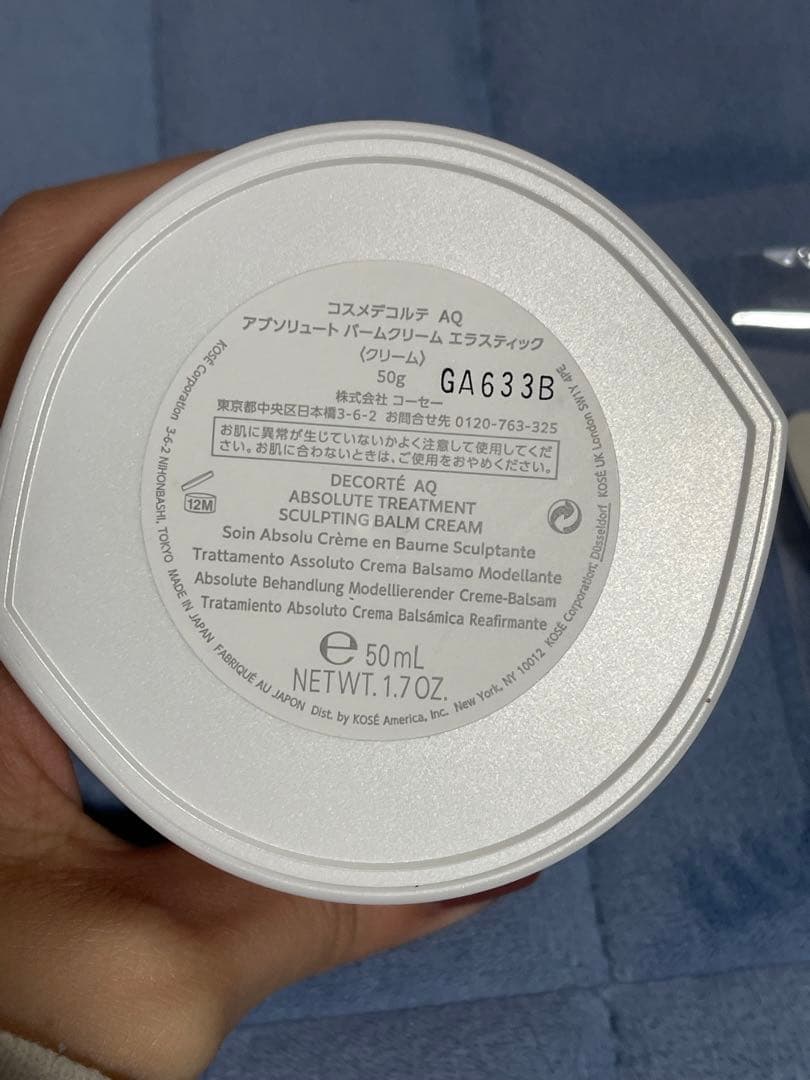 コスメデコルテ AQ
アブソリュート バームクリーム エラスティック
〈クリーム〉
50g
GA633B
株式会社 コーセー
東京都中央区日本橋3-6-2 お問合せ先 0120-763-325
お肌に異常が生じていないかよく注意して使用してくだ
さい。お肌に合わないときは、ご使用をおやめください。
12M
DECORTÉ AQ
ABSOLUTE TREATMENT
SCULPTING BALM CREAM
Soin Absolu Crème en Baume Sculptante
Trattamento Assoluto Crema Balsamo Modellante
Absolute Behandlung Modellierender Creme-Balsam
Tratamiento Absoluto Crema Balsámica Reafirmante
e 50mL
NET WT. 1.7 OZ.
KOSÉ Corporation 3-6-2 NIHONBASHI, TOKYO MADE IN JAPAN FABRIQUÉ AU JAPON Dist. by KOSÉ America, Inc. New York, NY 10012 KOSÉ Corporation; Düsseldorf KOSÉ UK London SW1Y 4PE